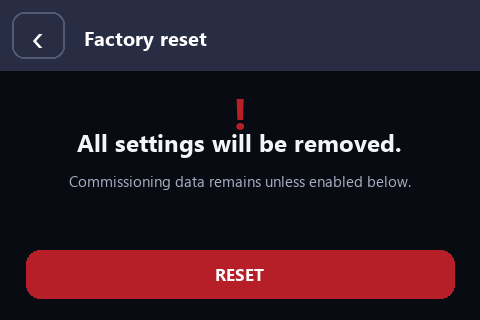 Factory reset
!
All settings will be removed.
Commissioning data remains unless enabled below.
RESET